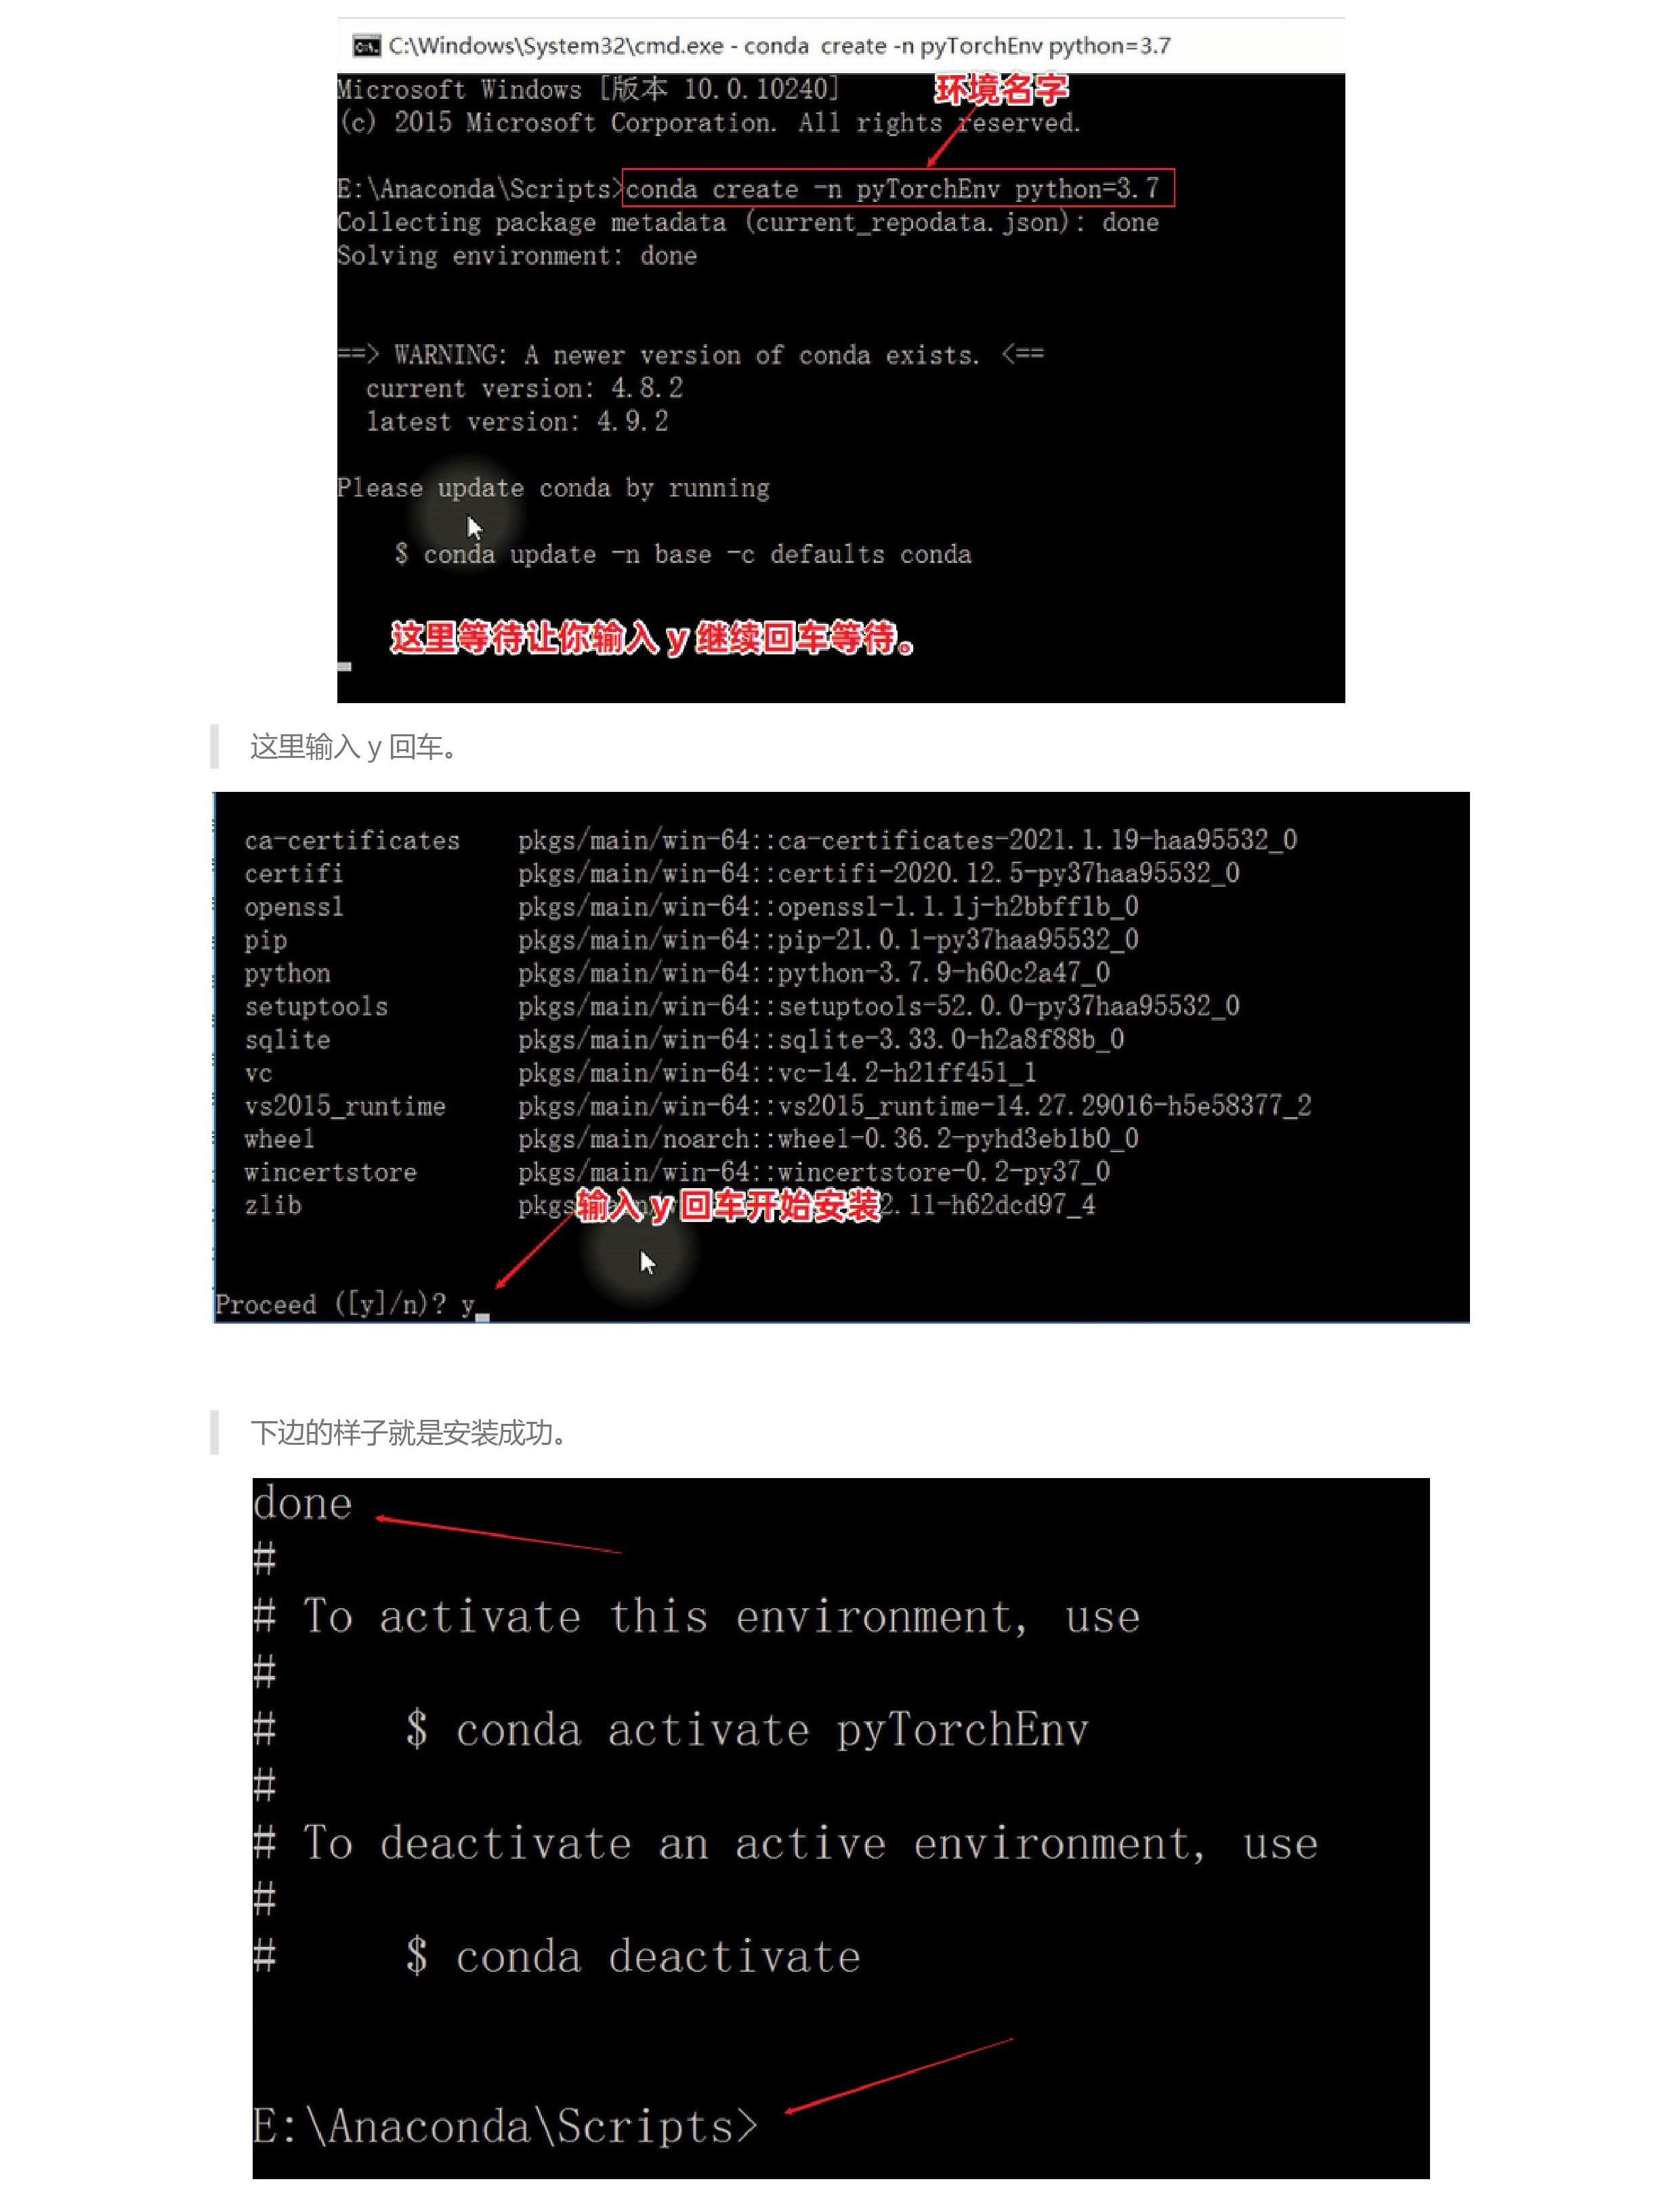 C:\Windows\System32\cmd.exe - conda  create -n pyTorchEnv python=3.7
Microsoft Windows [版本 10.0.10240]
环境名字
(c) 2015 Microsoft Corporation. All rights reserved.
E:\Anaconda\Scripts>conda create -n pyTorchEnv python=3.7
Collecting package metadata (current_repodata.json): done
Solving environment: done
==> WARNING: A newer version of conda exists. <==
current version: 4.8.2
latest version: 4.9.2
Please update conda by running
$ conda update -n base -c defaults conda
这里等待让你输入 y 继续回车等待。
这里输入 y 回车。
ca-certificates pkgs/main/win-64::ca-certificates-2021.1.19-haa95532_0
certifi pkgs/main/win-64::certifi-2020.12.5-py37haa95532_0
openssl pkgs/main/win-64::openssl-1.1.1j-h2bbff1b_0
pip pkgs/main/win-64::pip-21.0.1-py37haa95532_0
python pkgs/main/win-64::python-3.7.9-h60c2a47_0
setuptools pkgs/main/win-64::setuptools-52.0.0-py37haa95532_0
sqlite pkgs/main/win-64::sqlite-3.33.0-h2a8f88b_0
vc pkgs/main/win-64::vc-14.2-h21ff451_1
vs2015_runtime pkgs/main/win-64::vs2015_runtime-14.27.29016-h5e58377_2
wheel pkgs/main/noarch::wheel-0.36.2-pyhd3eb1b0_0
wincertstore pkgs/main/win-64::wincertstore-0.2-py37_0
zlib pkgs 2.11-h62dcd97_4
输入 y 回车开始安装
Proceed ([y]/n)? y
下边的样子就是安装成功。
done
#
# To activate this environment, use
#
# $ conda activate pyTorchEnv
#
# To deactivate an active environment, use
#
# $ conda deactivate
E:\Anaconda\Scripts>